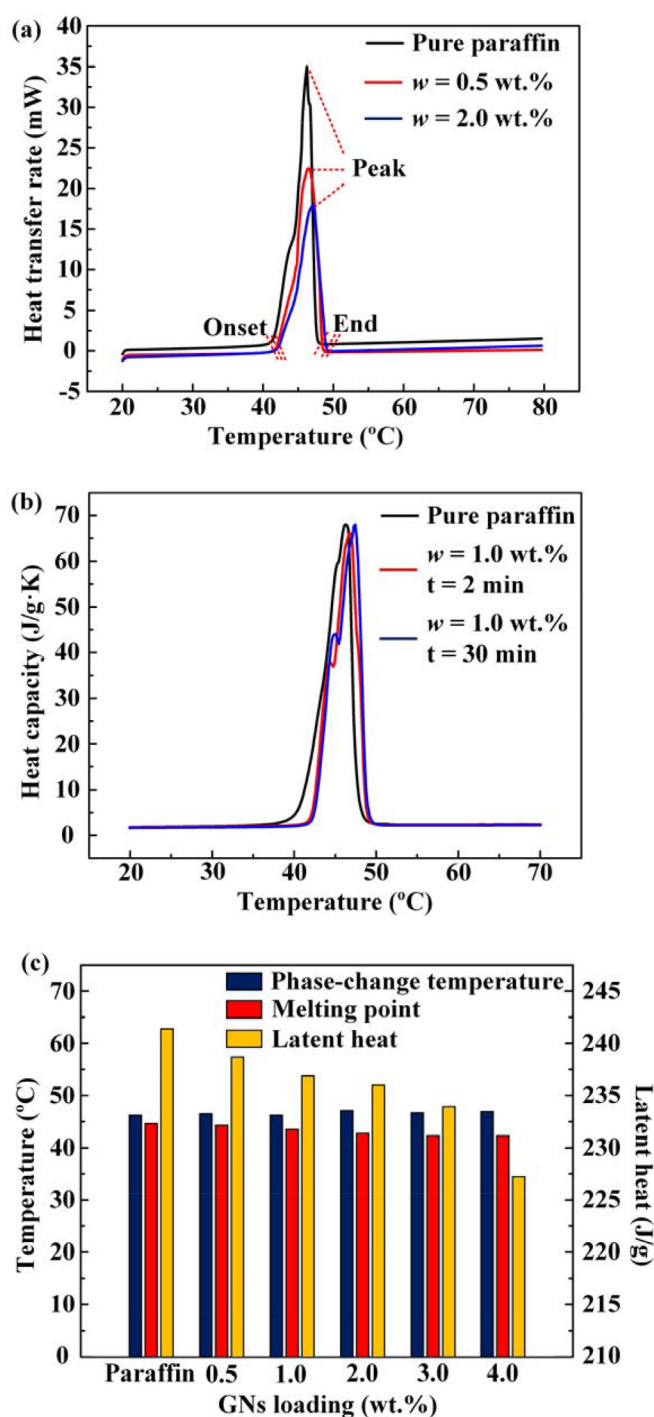 (a)
Pure paraffin
w = 0.5 wt.%
w = 2.0 wt.%
Peak
Onset
End
40
35
30
25
20
15
10
5
0
-5
Heat transfer rate (mW)
20 30 40 50 60 70 80
Temperature (ºC)
(b)
Pure paraffin
w = 1.0 wt.%
t = 2 min
w = 1.0 wt.%
t = 30 min
70
60
50
40
30
20
10
0
Heat capacity (J/g·K)
20 30 40 50 60 70
Temperature (ºC)
(c)
Phase-change temperature
Melting point
Latent heat
70
60
50
40
30
20
10
0
Temperature (ºC)
245
240
235
230
225
220
215
210
Latent heat (J/g)
Paraffin 0.5 1.0 2.0 3.0 4.0
GNs loading (wt.%)